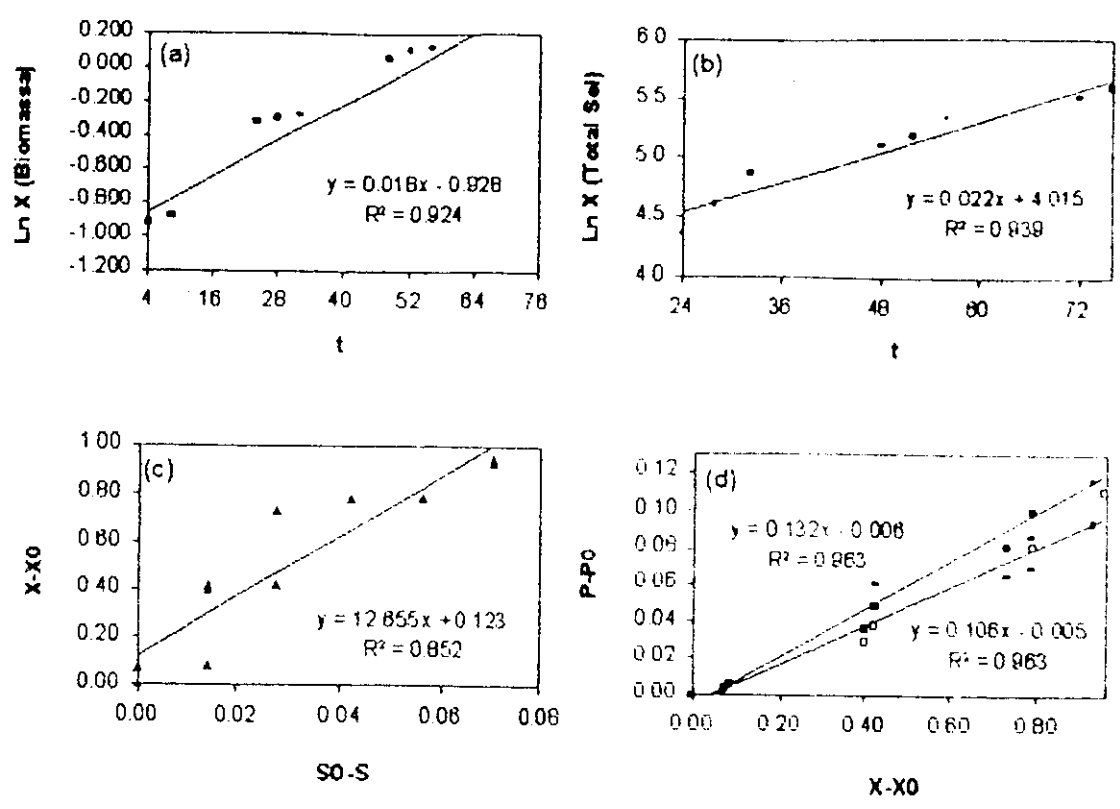 (a)
Ln X (Biomassa)
0.200
0.000
-0.200
-0.400
-0.600
-0.800
-1.000
-1.200
y = 0.018x - 0.928
R² = 0.924
4 16 28 40 52 64 76
t
(b)
Ln X (Total Sel)
6.0
5.5
5.0
4.5
4.0
y = 0.022x + 4.015
R² = 0.939
24 36 48 60 72
t
(c)
X-X0
1.00
0.80
0.60
0.40
0.20
0.00
y = 12.655x + 0.123
R² = 0.852
0.00 0.02 0.04 0.06 0.08
S0-S
(d)
P-P0
0.12
0.10
0.08
0.06
0.04
0.02
0.00
y = 0.132x - 0.006
R² = 0.963
y = 0.106x - 0.005
R² = 0.963
0.00 0.20 0.40 0.60 0.80
X-X0